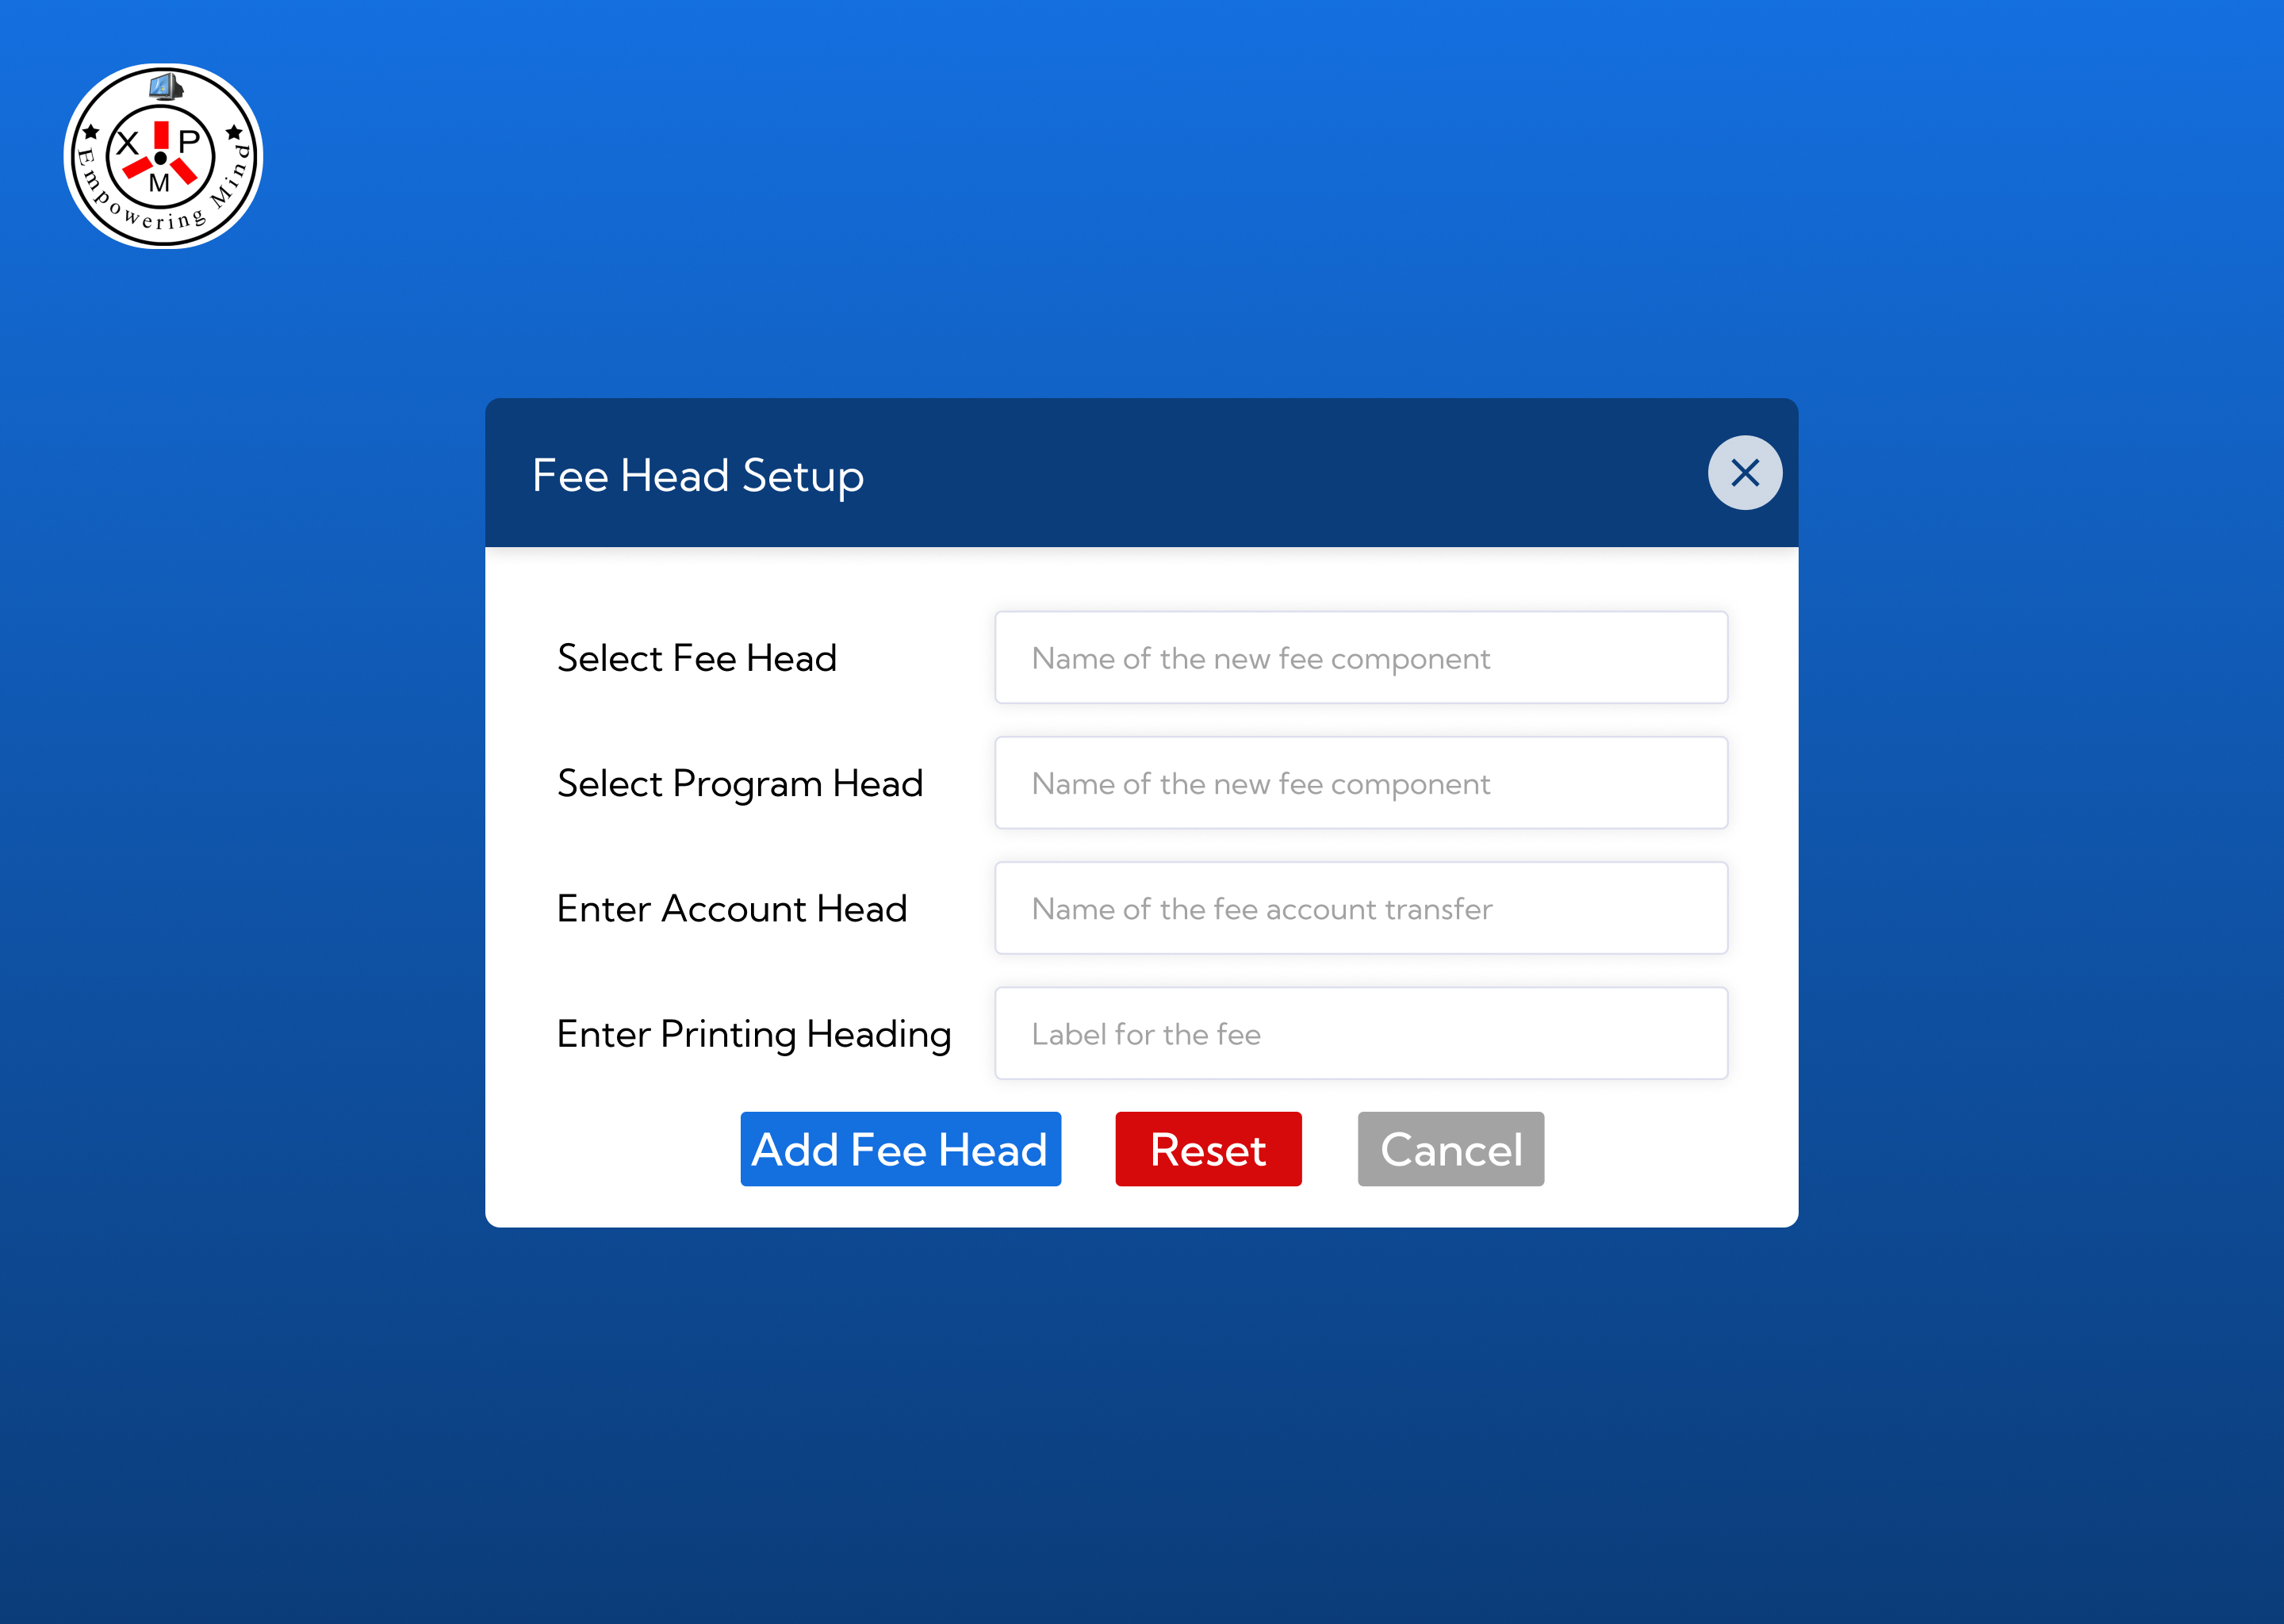 X P
M
Empowering Mind
Fee Head Setup
Select Fee Head
Name of the new fee component
Select Program Head
Name of the new fee component
Enter Account Head
Name of the fee account transfer
Enter Printing Heading
Label for the fee
Add Fee Head Reset Cancel